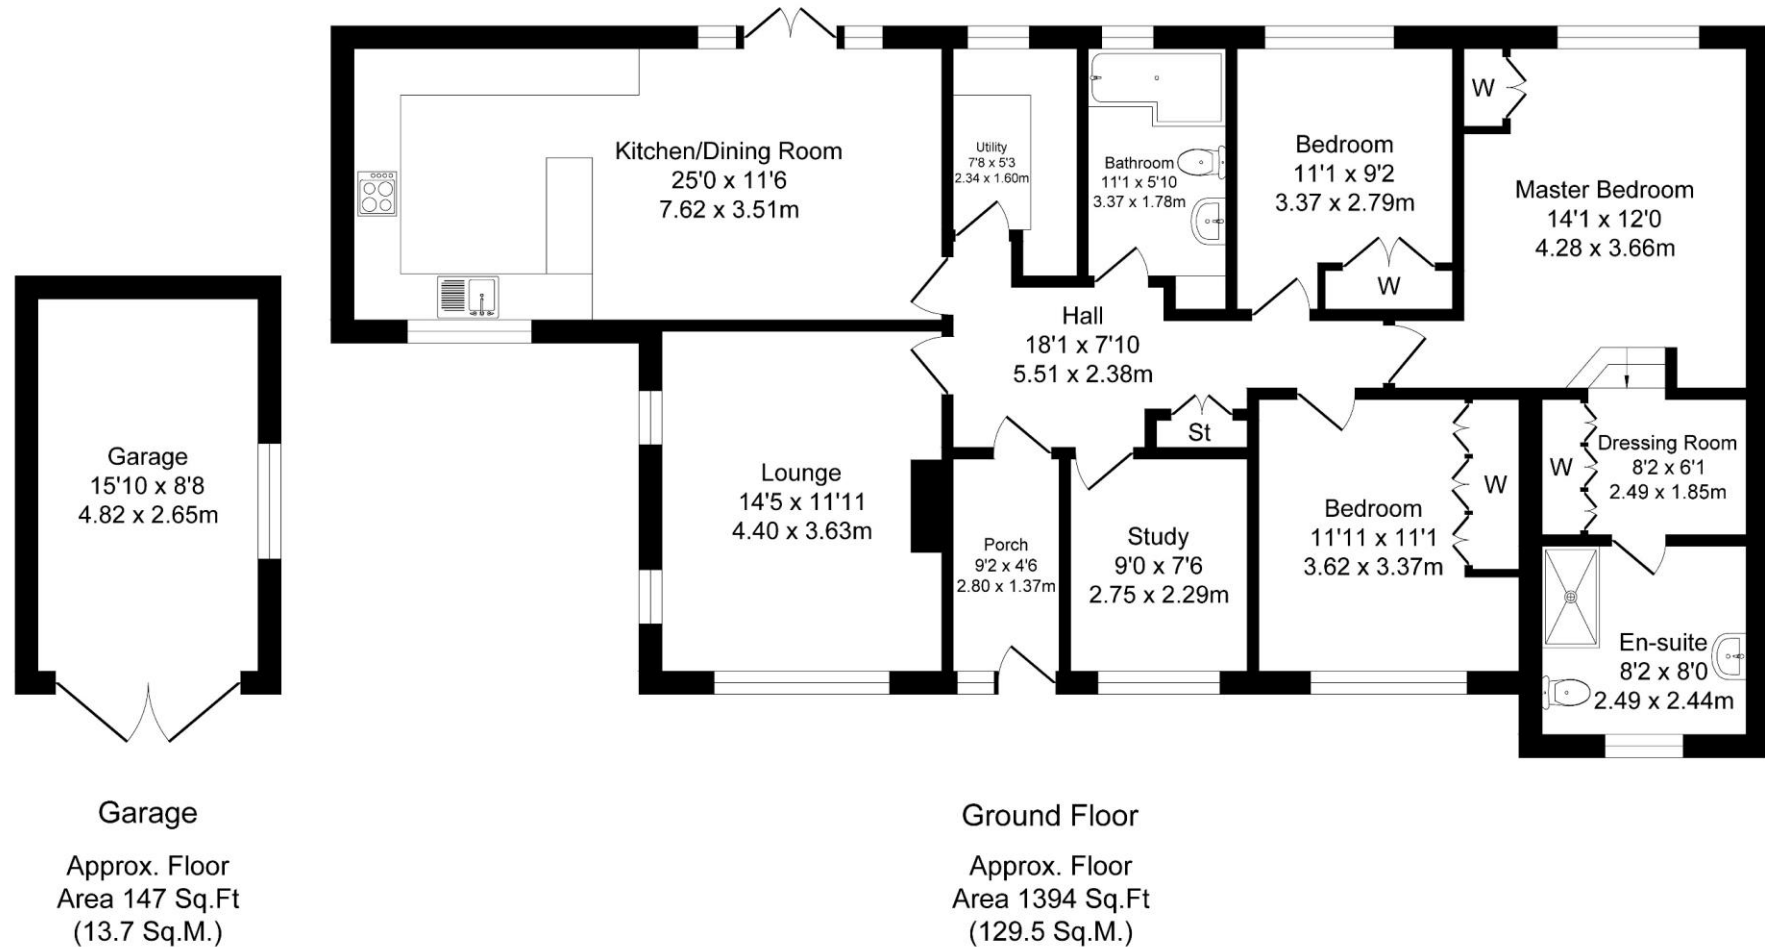 Kitchen/Dining Room
25'0 x 11'6
7.62 x 3.51m
Utility
7'8 x 5'3
2.34 x 1.60m
Bathroom
11'1 x 5'10
3.37 x 1.78m
Bedroom
11'1 x 9'2
3.37 x 2.79m
W
W
Master Bedroom
14'1 x 12'0
4.28 x 3.66m
Hall
18'1 x 7'10
5.51 x 2.38m
St
Garage
15'10 x 8'8
4.82 x 2.65m
Lounge
14'5 x 11'11
4.40 x 3.63m
Porch
9'2 x 4'6
2.80 x 1.37m
Study
9'0 x 7'6
2.75 x 2.29m
Bedroom
11'11 x 11'1
3.62 x 3.37m
W
W
Dressing Room
8'2 x 6'1
2.49 x 1.85m
En-suite
8'2 x 8'0
2.49 x 2.44m
Garage
Approx. Floor
Area 147 Sq.Ft
(13.7 Sq.M.)
Ground Floor
Approx. Floor
Area 1394 Sq.Ft
(129.5 Sq.M.)